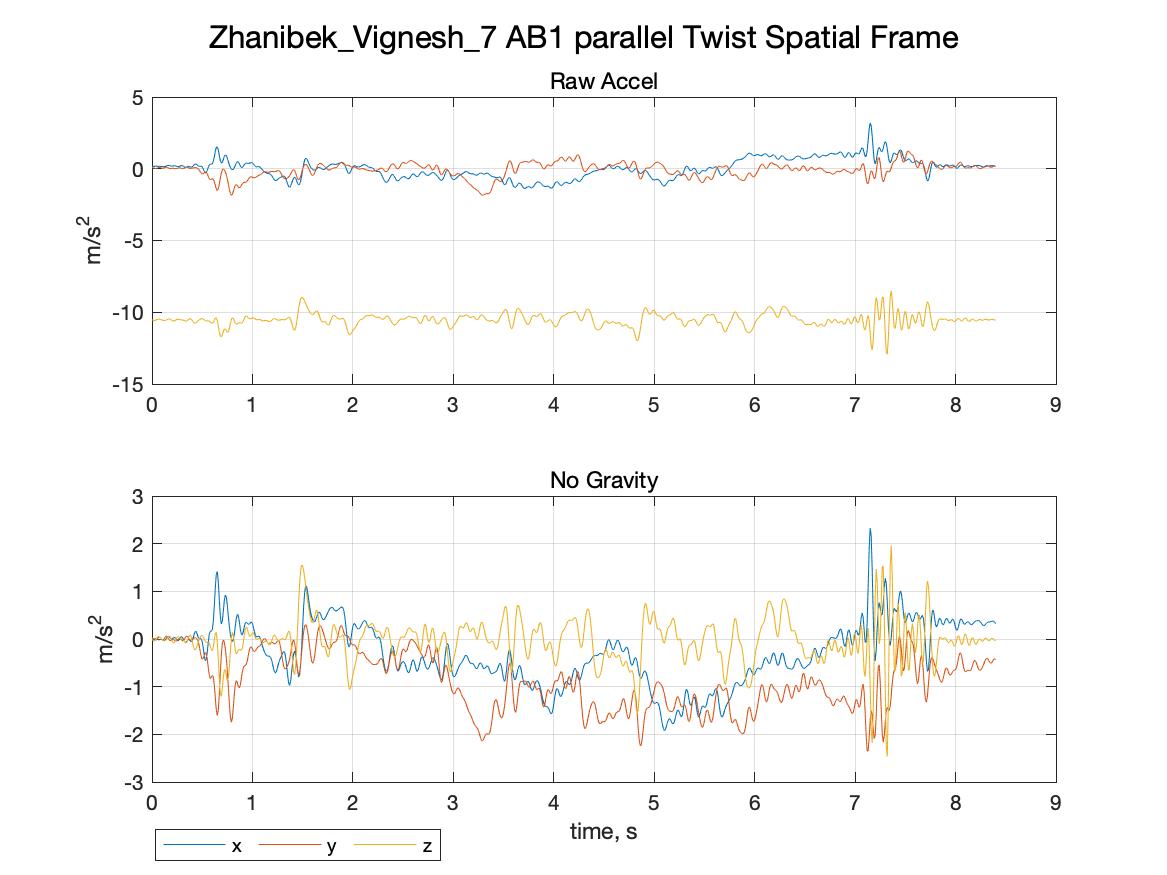 Zhanibek_Vignesh_7 AB1 parallel Twist Spatial Frame
Raw Accel
5
0
-5
-10
-15
m/s²
0 1 2 3 4 5 6 7 8 9
No Gravity
3
2
1
0
-1
-2
-3
m/s²
0 1 2 3 4 5 6 7 8 9
time, s
x y z